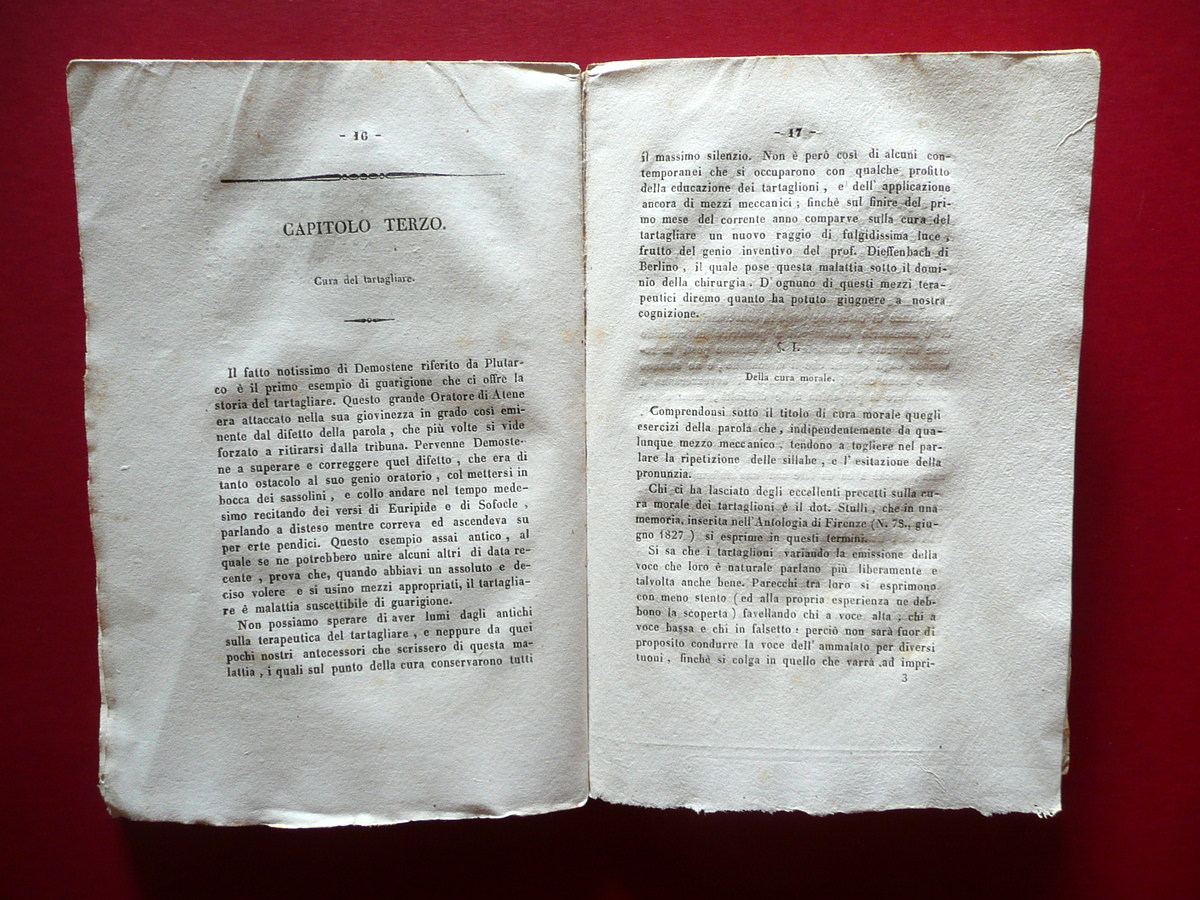 - 16 -
CAPITOLO TERZO.
Cura del tartagliare.
Il fatto notissimo di Demostene riferito da Plutar-
co è il primo esempio di guarigione che ci offre la
storia del tartagliare. Questo grande Oratore di Atene
era attaccato nella sua giovinezza in grado così emi-
nente dal difetto della parola, che più volte si vide
forzato a ritirarsi dalla tribuna. Pervenne Demoste-
ne a superare e correggere quel difetto, che era di
tanto ostacolo al suo genio oratorio, col mettersi in
bocca dei sassolini, e collo andare nel tempo mede-
simo recitando dei versi di Euripide e di Sofocle,
parlando a disteso mentre correva ed ascendeva su
per erte pendici. Questo esempio assai antico, al
quale se ne potrebbero unire alcuni altri di data re-
cente, prova che, quando abbiavi un assoluto e de-
ciso volere e si usino mezzi appropriati, il tartaglia-
re è malattia suscettibile di guarigione.
Non possiamo sperare di aver lumi dagli antichi
sulla terapeutica del tartagliare, e neppure da quei
pochi nostri antecessori che scrissero di questa ma-
lattia, i quali sul punto della cura conservarono tutti
- 17 -
il massimo silenzio. Non è però così di alcuni con-
temporanei che si occuparono con qualche profitto
della educazione dei tartaglioni, e dell' applicazione
ancora di mezzi meccanici; finchè sul finire del pri-
mo mese del corrente anno comparve sulla cura del
tartagliare un nuovo raggio di fulgidissima luce,
frutto del genio inventivo del prof. Dieffenbach di
Berlino, il quale pose questa malattia sotto il domi-
nio della chirurgia. D' ognuno di questi mezzi tera-
peutici diremo quanto ha potuto giugnere a nostra
cognizione.
§. I.
Della cura morale.
Comprendonsi sotto il titolo di cura morale quegli
esercizi della parola che, indipendentemente da qua-
lunque mezzo meccanico, tendono a togliere nel par-
lare la ripetizione delle sillabe, e l' esitazione della
pronunzia.
Chi ci ha lasciato degli eccellenti precetti sulla cu-
ra morale dei tartaglioni è il dot. Stulli, che in una
memoria, inserita nell'Antologia di Firenze (N. 78., giu-
gno 1827) si esprime in questi termini.
Si sa che i tartaglioni variando la emissione della
voce che loro è naturale parlano più liberamente e
talvolta anche bene. Parecchi tra loro si esprimono
con meno stento (ed alla propria esperienza ne deb-
bono la scoperta) favellando chi a voce alta; chi a
voce bassa e chi in falsetto: perciò non sarà fuor di
proposito condurre la voce dell' ammalato per diversi
tuoni, finchè si colga in quello che varrà ad impri-
3